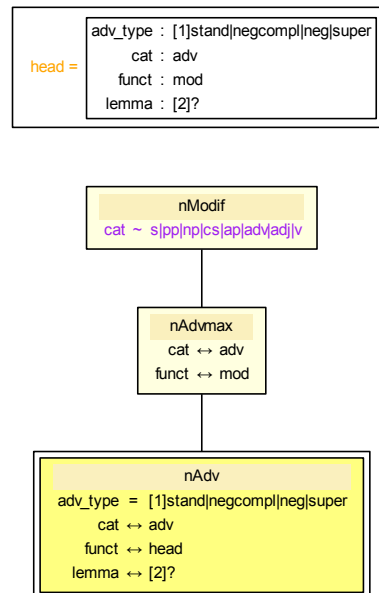 head =
adv_type : [1]stand|negcompl|neg|super
cat : adv
funct : mod
lemma : [2]?
nModif
cat ~ s|pp|np|cs|ap|adv|adj|v
nAdvmax
cat ↔ adv
funct ↔ mod
nAdv
adv_type = [1]stand|negcompl|neg|super
cat ↔ adv
funct ↔ head
lemma ↔ [2]?